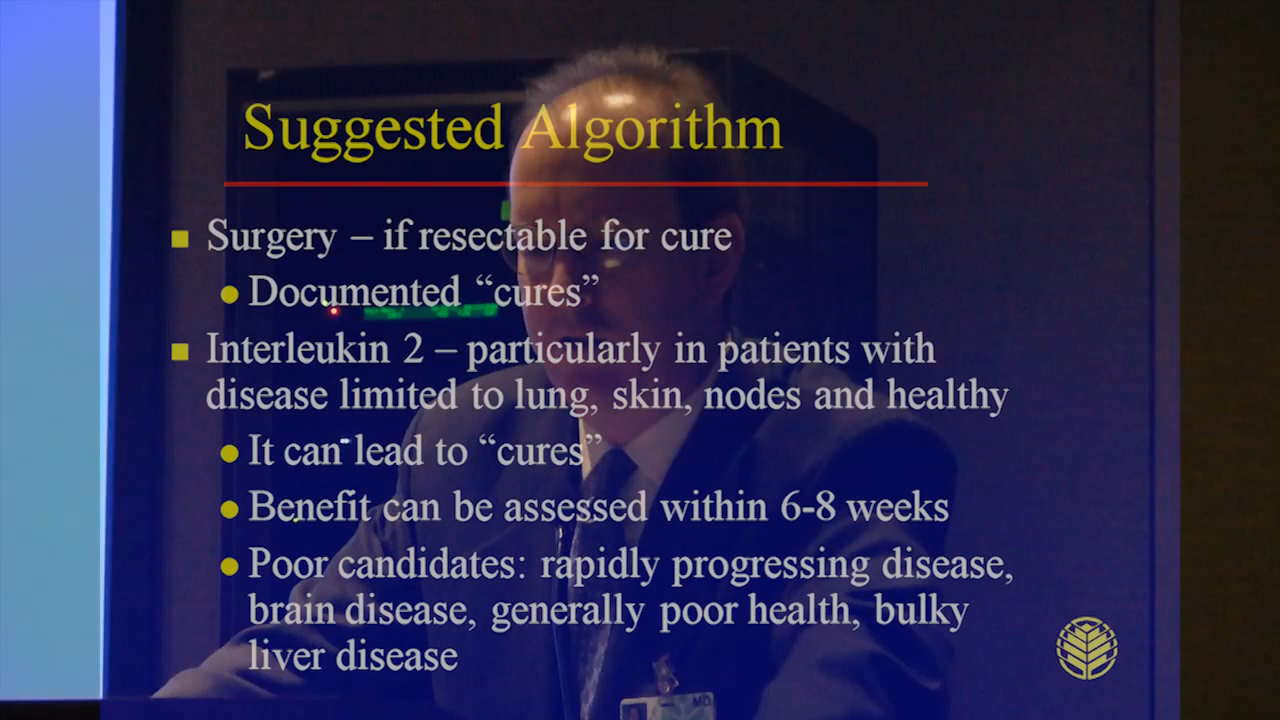 Suggested Algorithm
Surgery – if resectable for cure
Documented “cures”
Interleukin 2 – particularly in patients with
disease limited to lung, skin, nodes and healthy
It can lead to “cures”
Benefit can be assessed within 6-8 weeks
Poor candidates: rapidly progressing disease,
brain disease, generally poor health, bulky
liver disease
MD